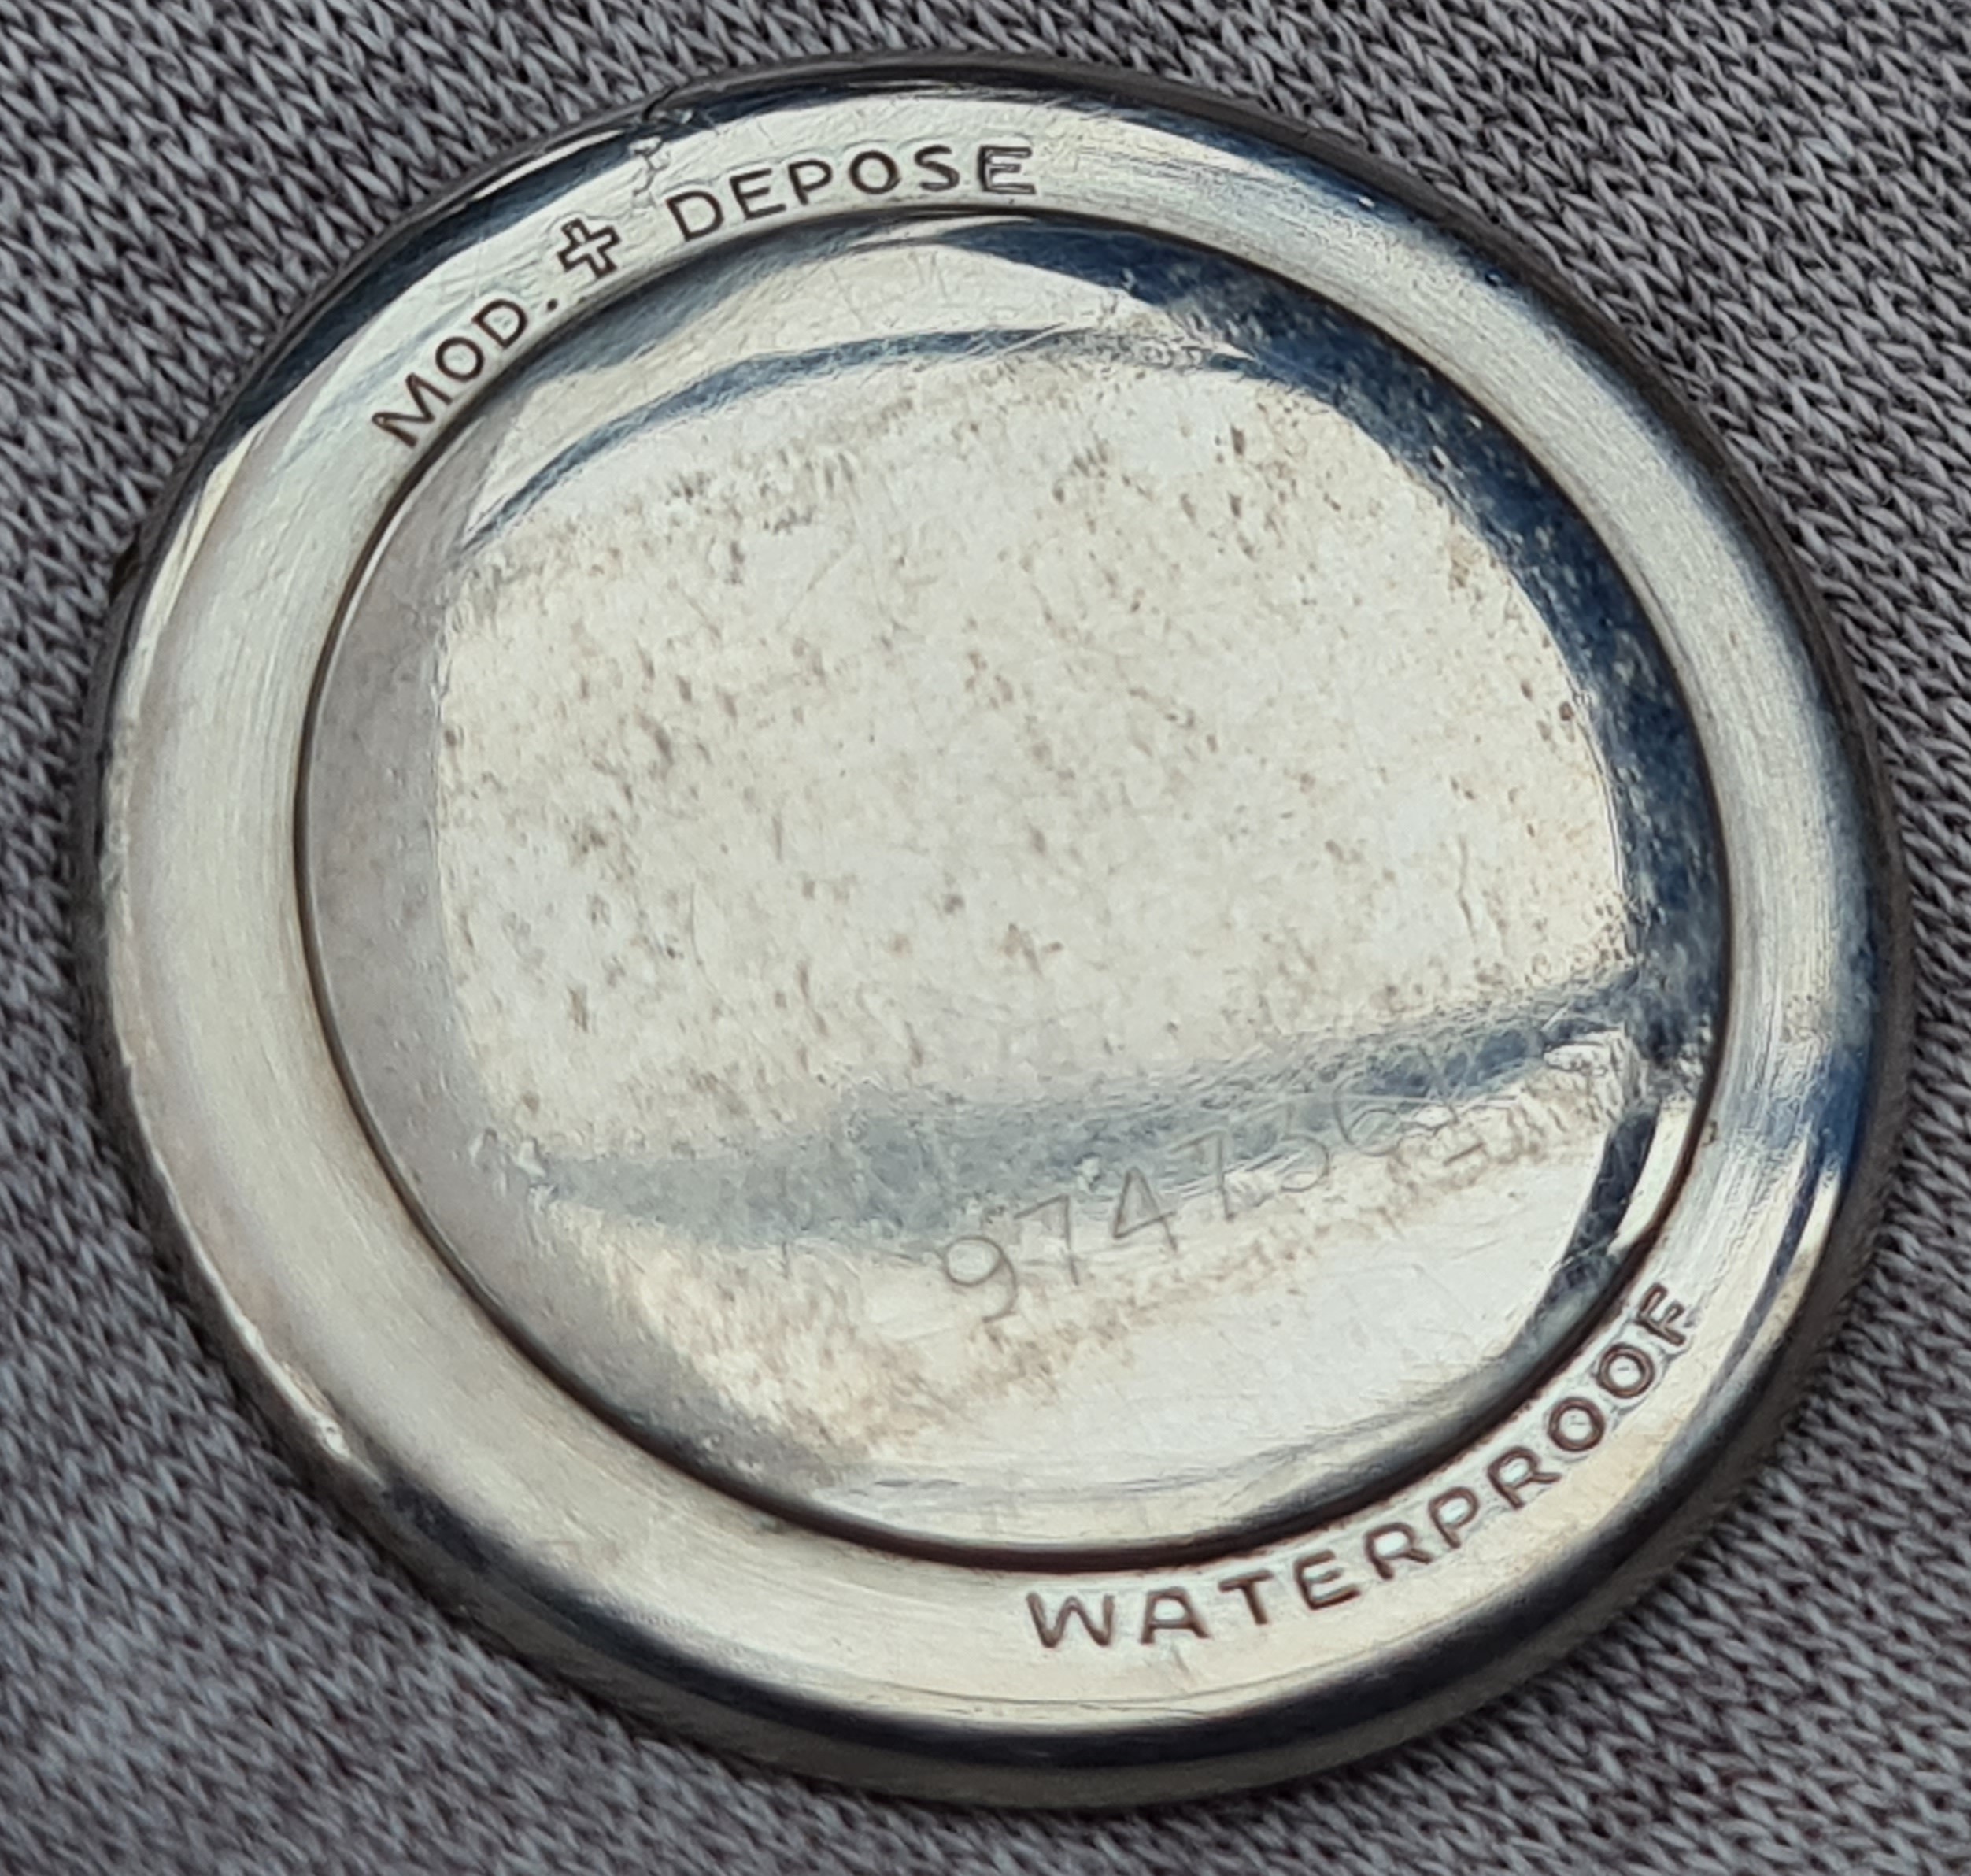 MOD. ✚ DEPOSE
WATERPROOF